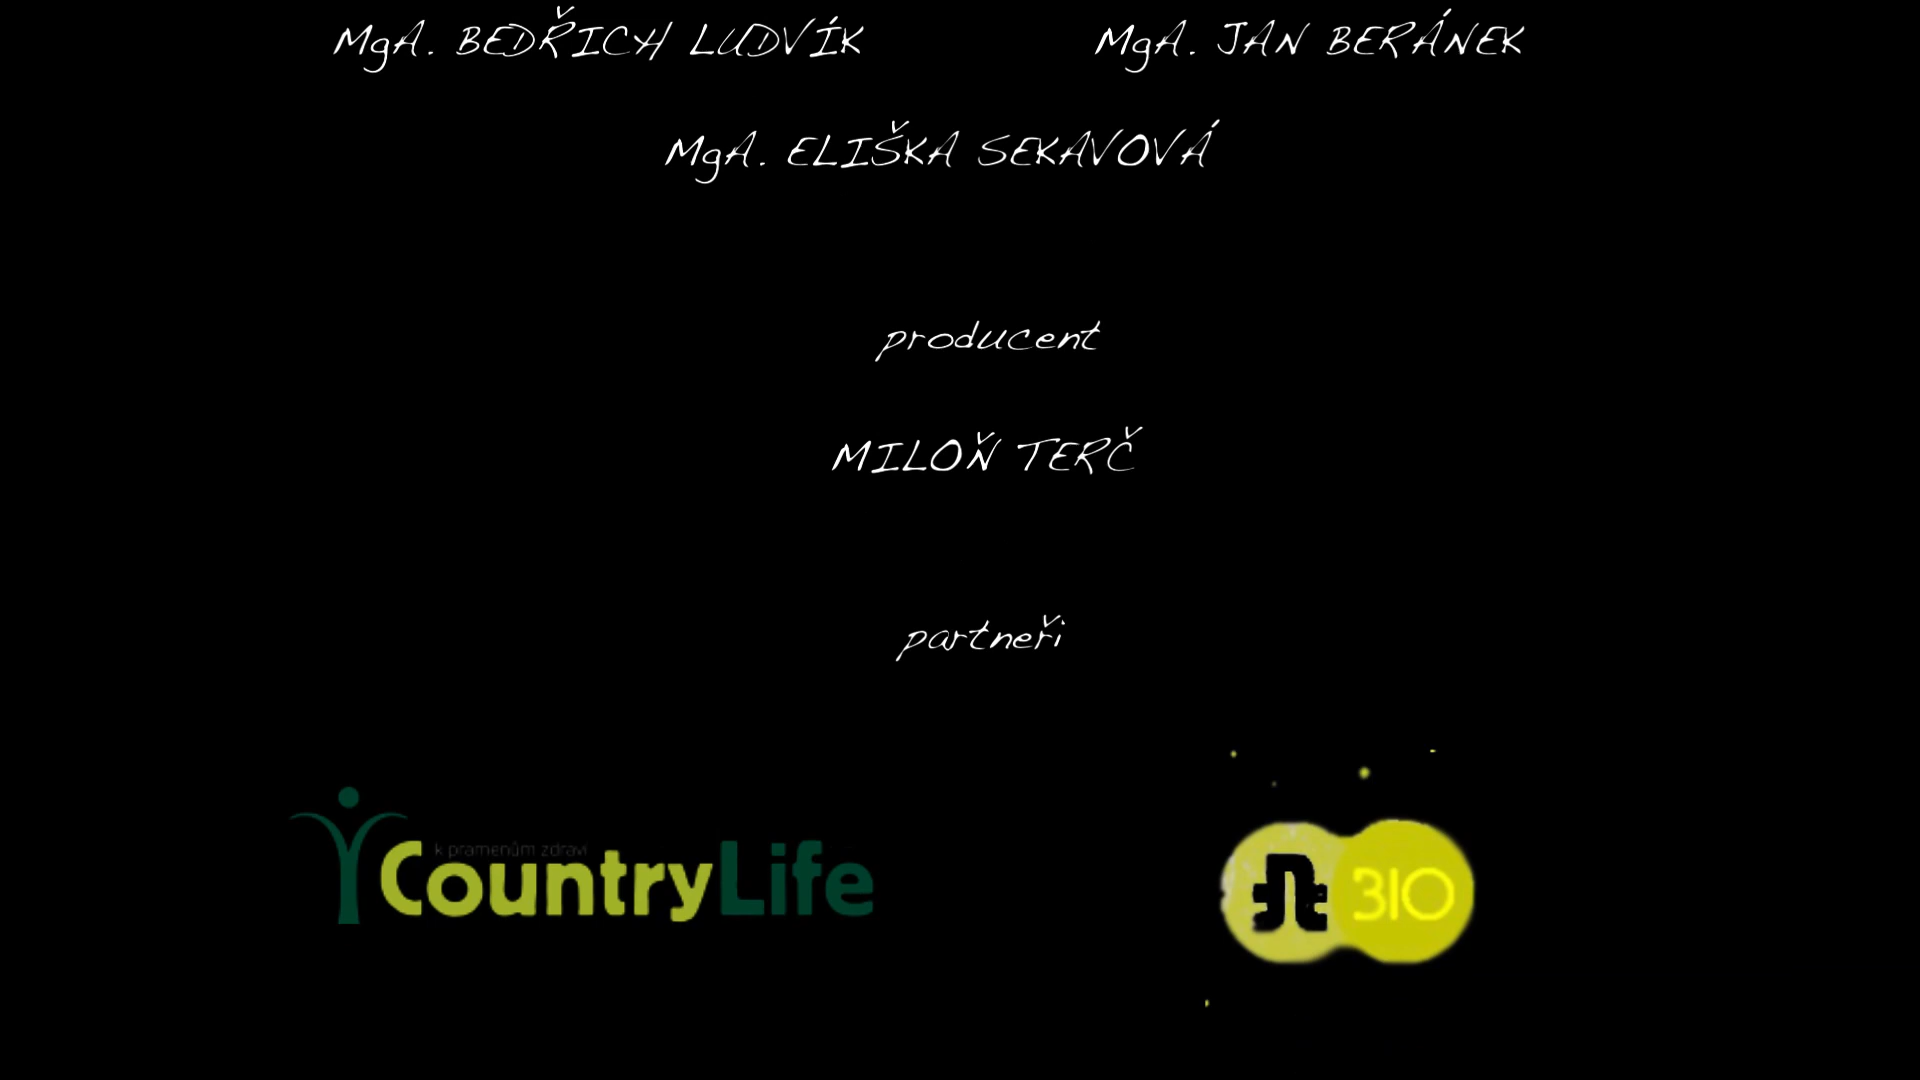 MgA. BEDŘICH LUDVÍK MgA. JAN BERÁNEK
MgA. ELIŠKA SEKAVOVÁ
producent
MILOŇ TERČ
partneři
k pramenům zdraví
CountryLife
310